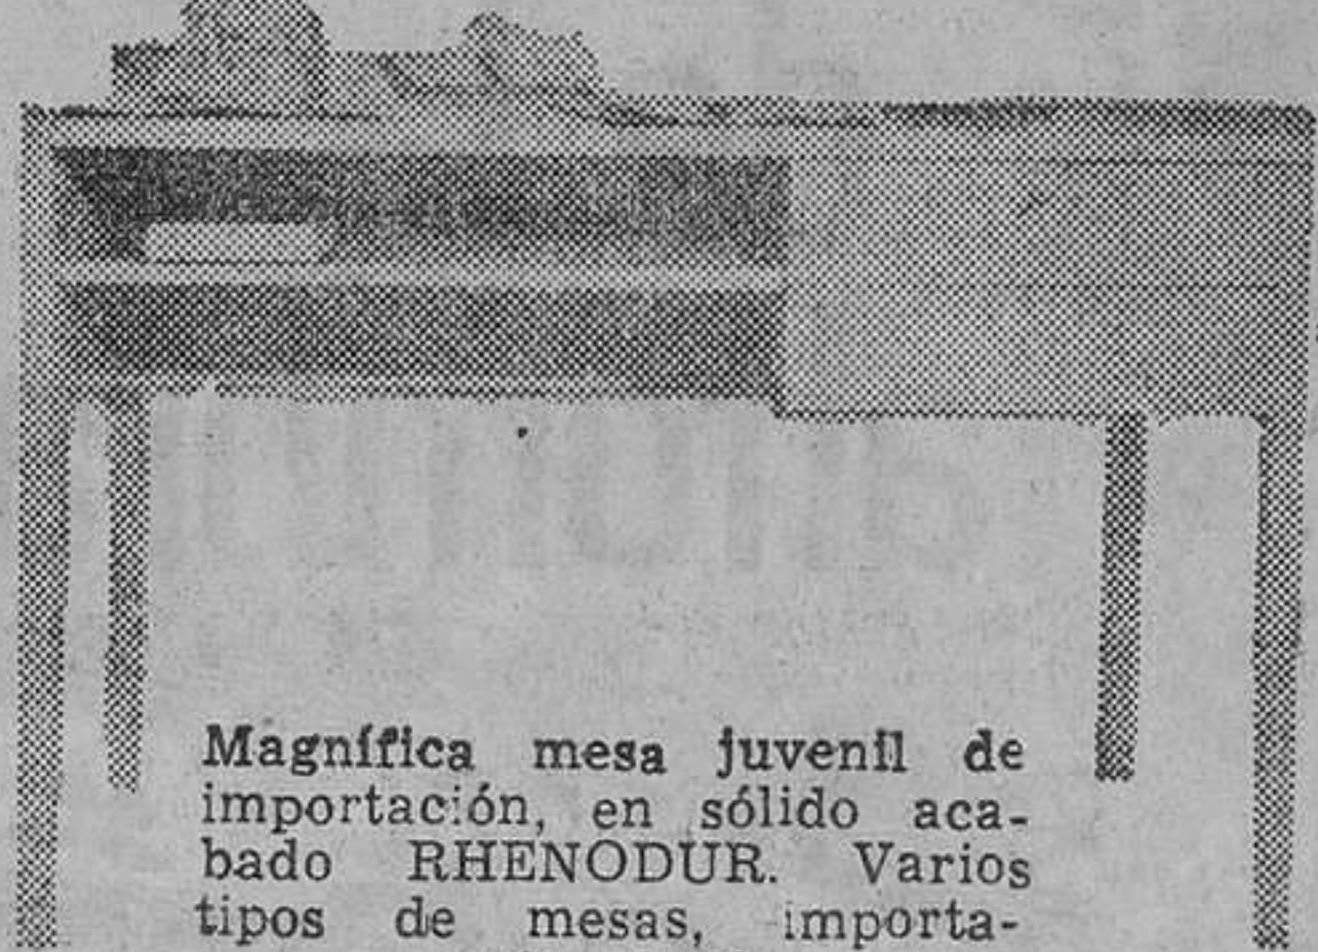 Magnífica mesa juvenil de
importación, en sólido aca-
bado RHENODUR. Varios
tipos de mesas, importa-